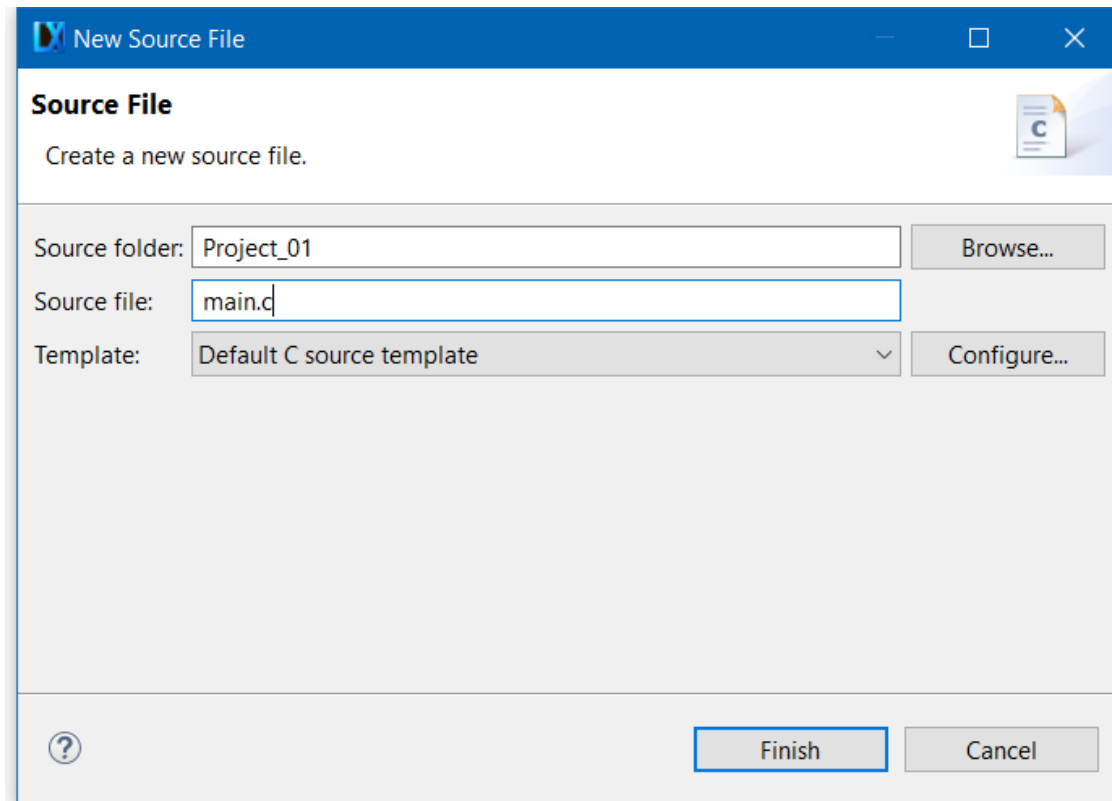 New Source File
Source File
Create a new source file.
C
Source folder: Project_01 Browse...
Source file: main.c
Template: Default C source template Configure...
? Finish Cancel